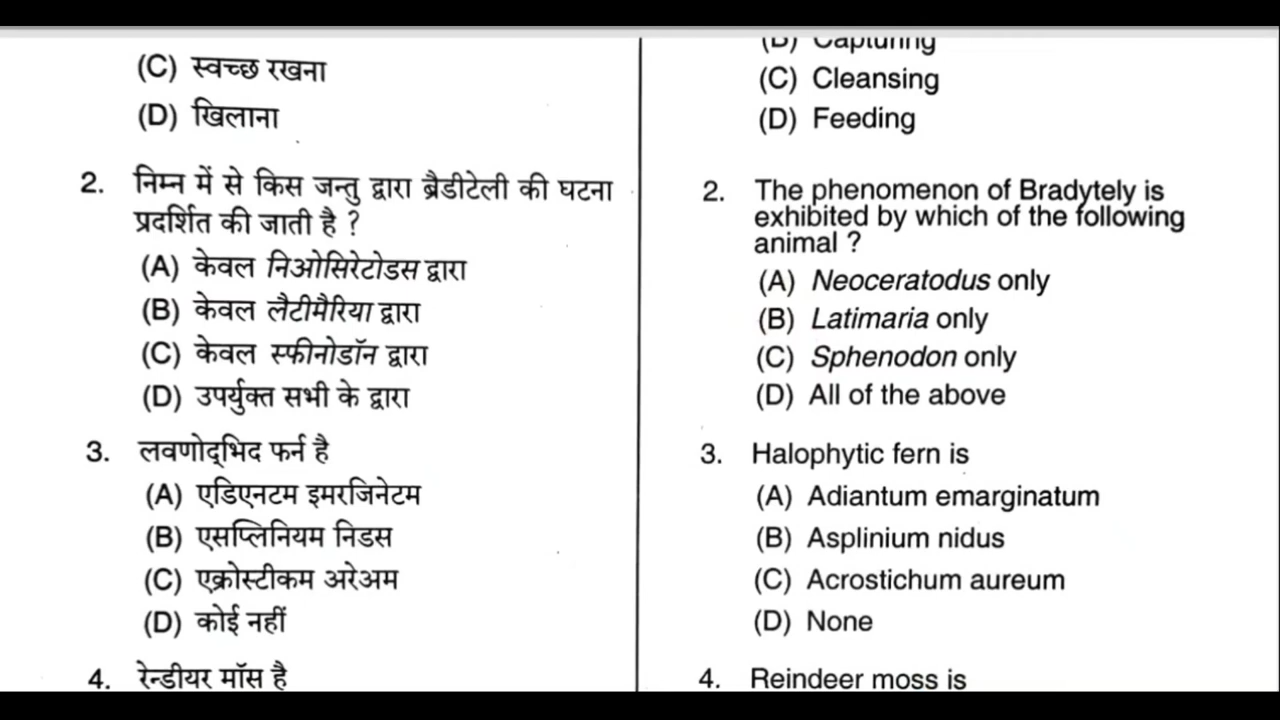 (C) स्वच्छ रखना
(D) खिलाना
2. निम्न में से किस जन्तु द्वारा ब्रैडीटेली की घटना
प्रदर्शित की जाती है ?
(A) केवल निओसिरेटोडस द्वारा
(B) केवल लैटीमैरिया द्वारा
(C) केवल स्फीनोडॉन द्वारा
(D) उपर्युक्त सभी के द्वारा
3. लवणोद्भिद फर्न है
(A) एडिएनटम इमरजिनेटम
(B) एसप्लिनियम निडस
(C) एक्रोस्टीकम अरेअम
(D) कोई नहीं
4. रेन्डीयर मॉस है
(B) Capturing
(C) Cleansing
(D) Feeding
2. The phenomenon of Bradytely is
exhibited by which of the following
animal ?
(A) Neoceratodus only
(B) Latimaria only
(C) Sphenodon only
(D) All of the above
3. Halophytic fern is
(A) Adiantum emarginatum
(B) Asplinium nidus
(C) Acrostichum aureum
(D) None
4. Reindeer moss is